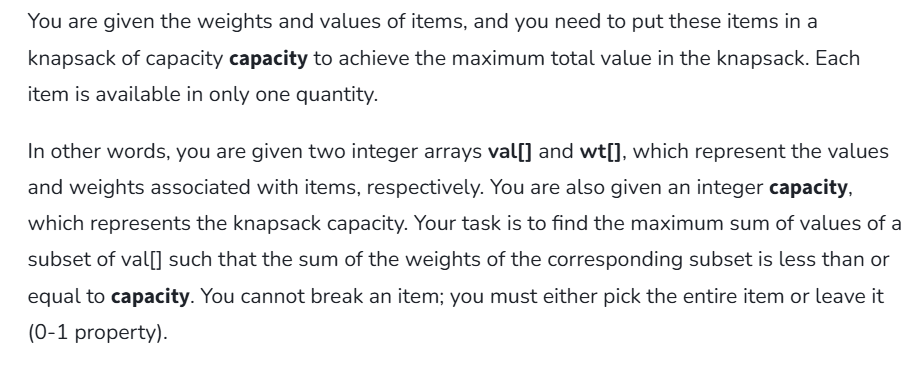 You are given the weights and values of items, and you need to put these items in a
knapsack of capacity capacity to achieve the maximum total value in the knapsack. Each
item is available in only one quantity.
In other words, you are given two integer arrays val[] and wt[], which represent the values
and weights associated with items, respectively. You are also given an integer capacity,
which represents the knapsack capacity. Your task is to find the maximum sum of values of a
subset of val[] such that the sum of the weights of the corresponding subset is less than or
equal to capacity. You cannot break an item; you must either pick the entire item or leave it
(0-1 property).